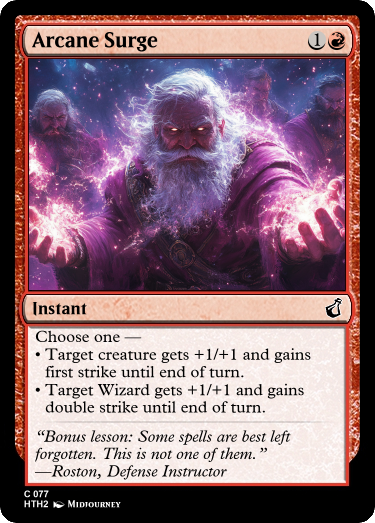 Arcane Surge 1
Instant
Choose one —
• Target creature gets +1/+1 and gains
first strike until end of turn.
• Target Wizard gets +1/+1 and gains
double strike until end of turn.
“Bonus lesson: Some spells are best left
forgotten. This is not one of them.”
—Roston, Defense Instructor
C 077
HTH2 Midjourney